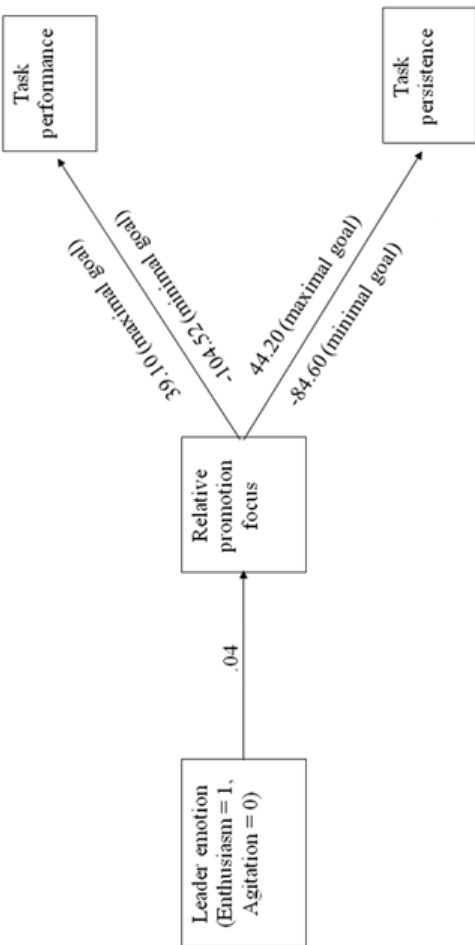 Leader emotion
(Enthusiasm = 1,
Agitation = 0)
.04
Relative
promotion
focus
39.10 (maximal goal)
-104.52 (minimal goal)
44.20 (maximal goal)
-84.60 (minimal goal)
Task
performance
Task
persistence